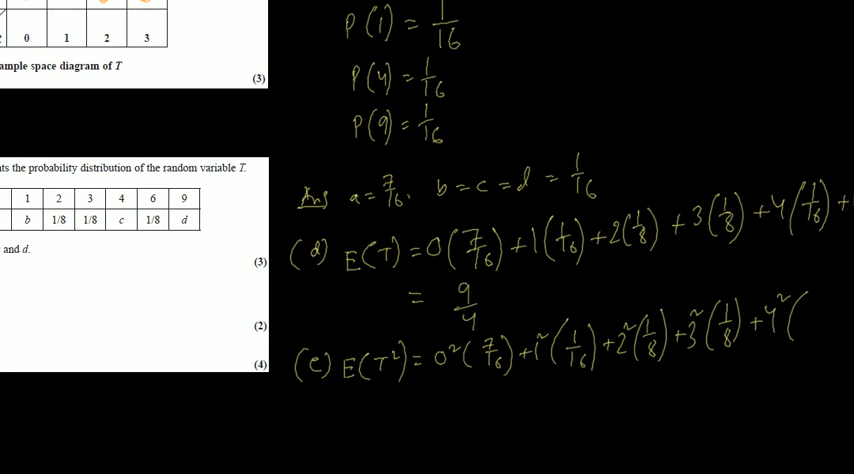 0 1 2 3
ample space diagram of T
(3)
P(1) = 1/16
P(4) = 1/16
P(9) = 1/16
nts the probability distribution of the random variable T.
1 2 3 4 6 9
b 1/8 1/8 c 1/8 d
and d.
(3)
(2)
(4)
Ans a = 7/16, b = c = d = 1/16
(d) E(T) = 0(7/16) + 1(1/16) + 2(1/8) + 3(1/8) + 4(1/16) +
= 9/4
(e) E(T²) = 0²(7/16) + 1²(1/16) + 2²(1/8) + 3²(1/8) + 4²(